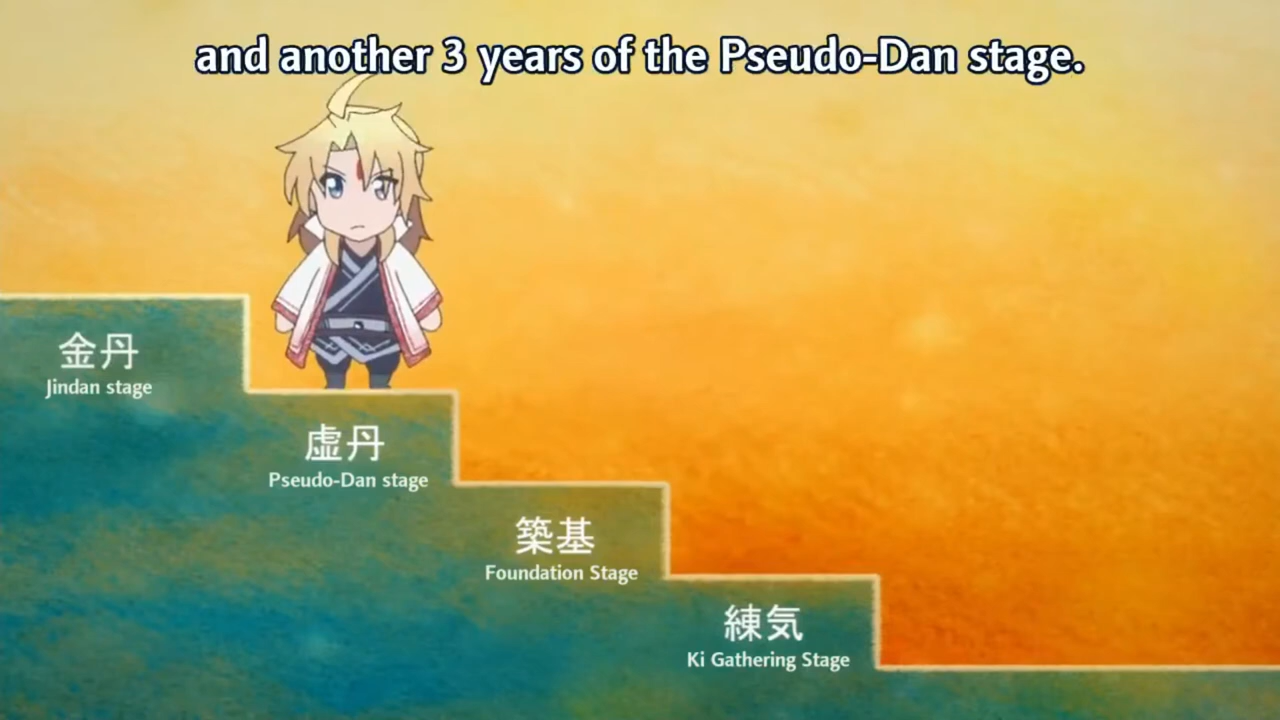 and another 3 years of the Pseudo-Dan stage.
金丹
Jindan stage
虚丹
Pseudo-Dan stage
築基
Foundation Stage
練気
Ki Gathering Stage